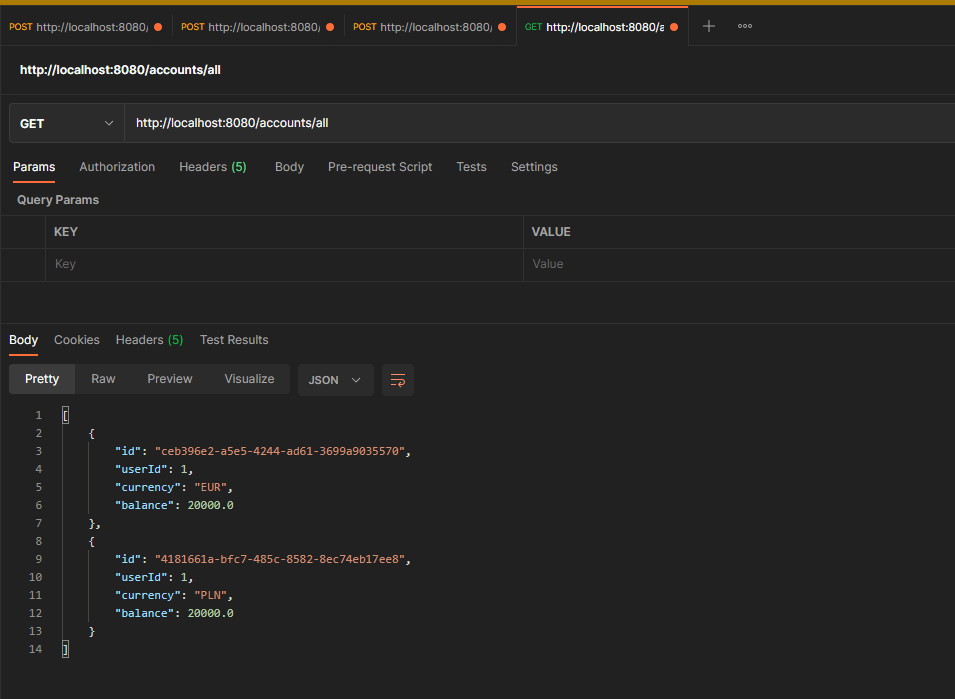 POST http://localhost:8080/ POST http://localhost:8080/ POST http://localhost:8080/ GET http://localhost:8080/a
http://localhost:8080/accounts/all
GET http://localhost:8080/accounts/all
Params Authorization Headers (5) Body Pre-request Script Tests Settings
Query Params
KEY VALUE
Key Value
Body Cookies Headers (5) Test Results
Pretty Raw Preview Visualize JSON
1 [
2 {
3 "id": "ceb396e2-a5e5-4244-ad61-3699a9035570",
4 "userId": 1,
5 "currency": "EUR",
6 "balance": 20000.0
7 },
8 {
9 "id": "4181661a-bfc7-485c-8582-8ec74eb17ee8",
10 "userId": 1,
11 "currency": "PLN",
12 "balance": 20000.0
13 }
14 ]